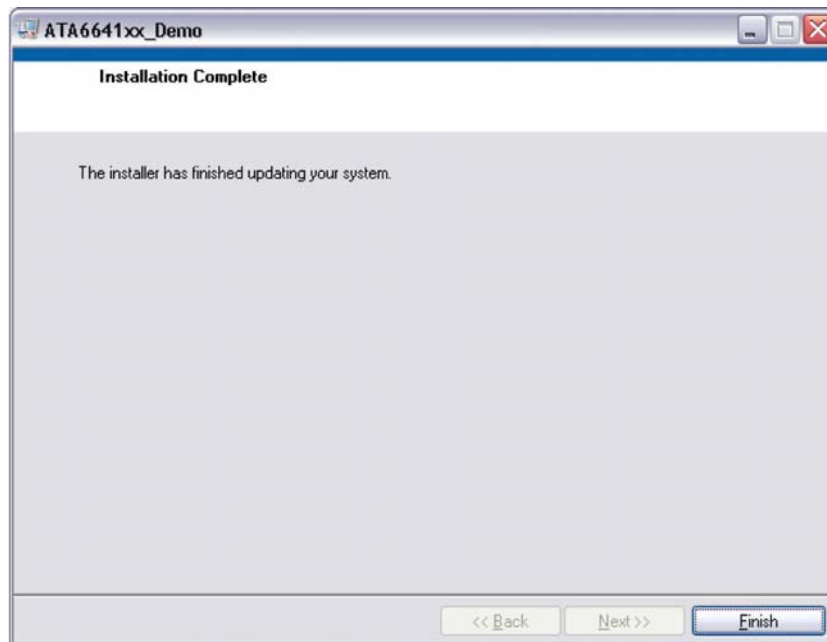 ATA6641xx_Demo
Installation Complete
The installer has finished updating your system.
<< Back Next >> Finish